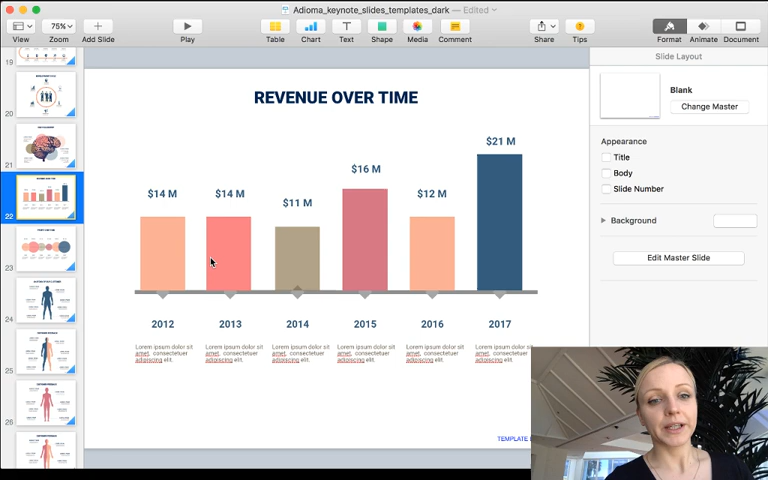 Adioma_keynote_slides_templates_dark — Edited
75%
View
Zoom
Add Slide
Play
Table
Chart
Text
Shape
Media
Comment
Share
Tips
Format
Animate
Document
19
20
21
22
23
24
25
26
REVENUE OVER TIME
$14 M
$14 M
$11 M
$16 M
$12 M
$21 M
2012
2013
2014
2015
2016
2017
Lorem ipsum dolor sit
amet, consectetuer
adipiscing elit.
Lorem ipsum dolor sit
amet, consectetuer
adipiscing elit.
Lorem ipsum dolor sit
amet, consectetuer
adipiscing elit.
Lorem ipsum dolor sit
amet, consectetuer
adipiscing elit.
Lorem ipsum dolor sit
amet, consectetuer
adipiscing elit.
Lorem ipsum dolor sit
amet, consectetuer
adipiscing elit.
TEMPLATE
Slide Layout
Blank
Change Master
Appearance
Title
Body
Slide Number
Background
Edit Master Slide